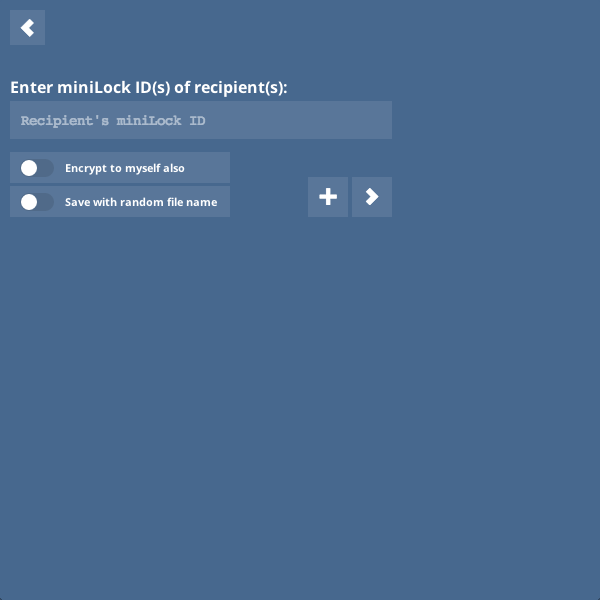 Enter miniLock ID(s) of recipient(s):
Recipient's miniLock ID
Encrypt to myself also
Save with random file name